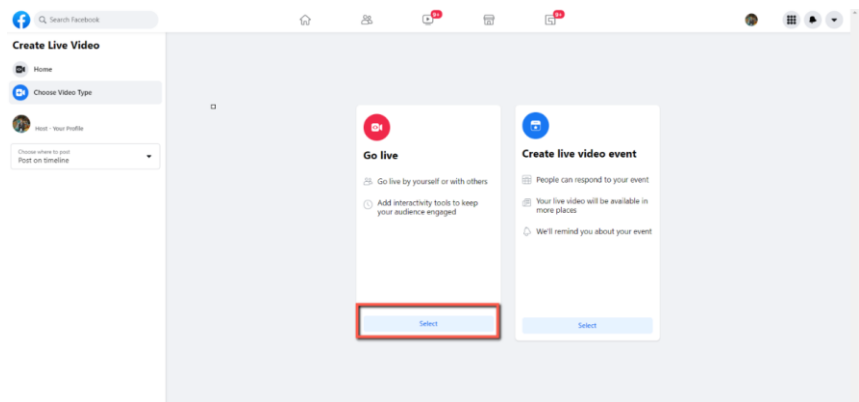 Search Facebook
9+
9+
Create Live Video
Home
Choose Video Type
Host - Your Profile
Choose where to post
Post on timeline
Go live
Go live by yourself or with others
Add interactivity tools to keep
your audience engaged
Select
Create live video event
People can respond to your event
Your live video will be available in
more places
We'll remind you about your event
Select